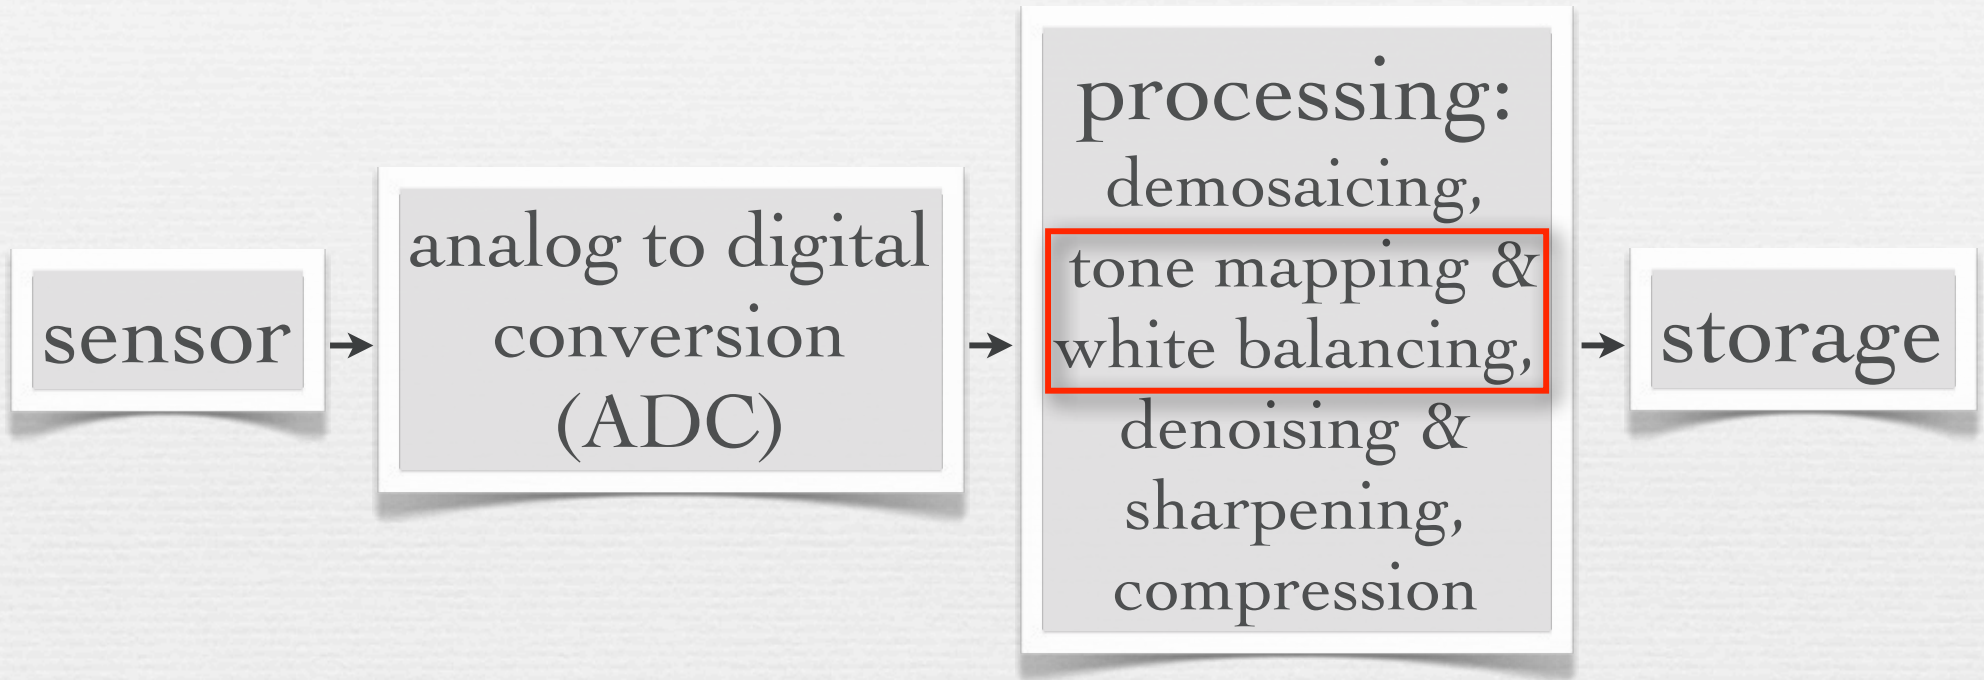 sensor
analog to digital
conversion
(ADC)
processing:
demosaicing,
tone mapping &
white balancing,
denoising &
sharpening,
compression
storage